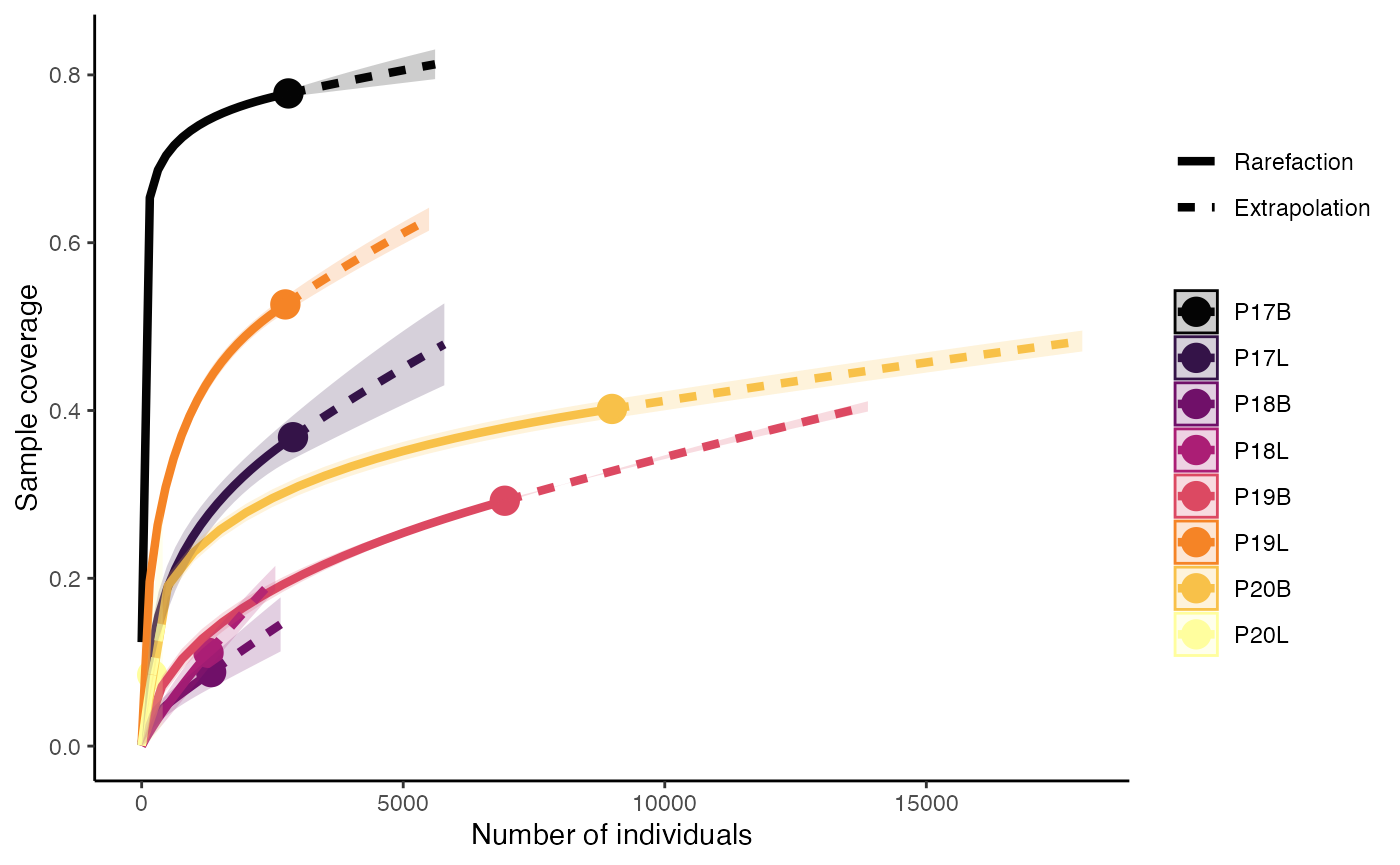 0.8
0.6
0.4
0.2
0.0
Sample coverage
0
5000
10000
15000
Number of individuals
Rarefaction
Extrapolation
P17B
P17L
P18B
P18L
P19B
P19L
P20B
P20L